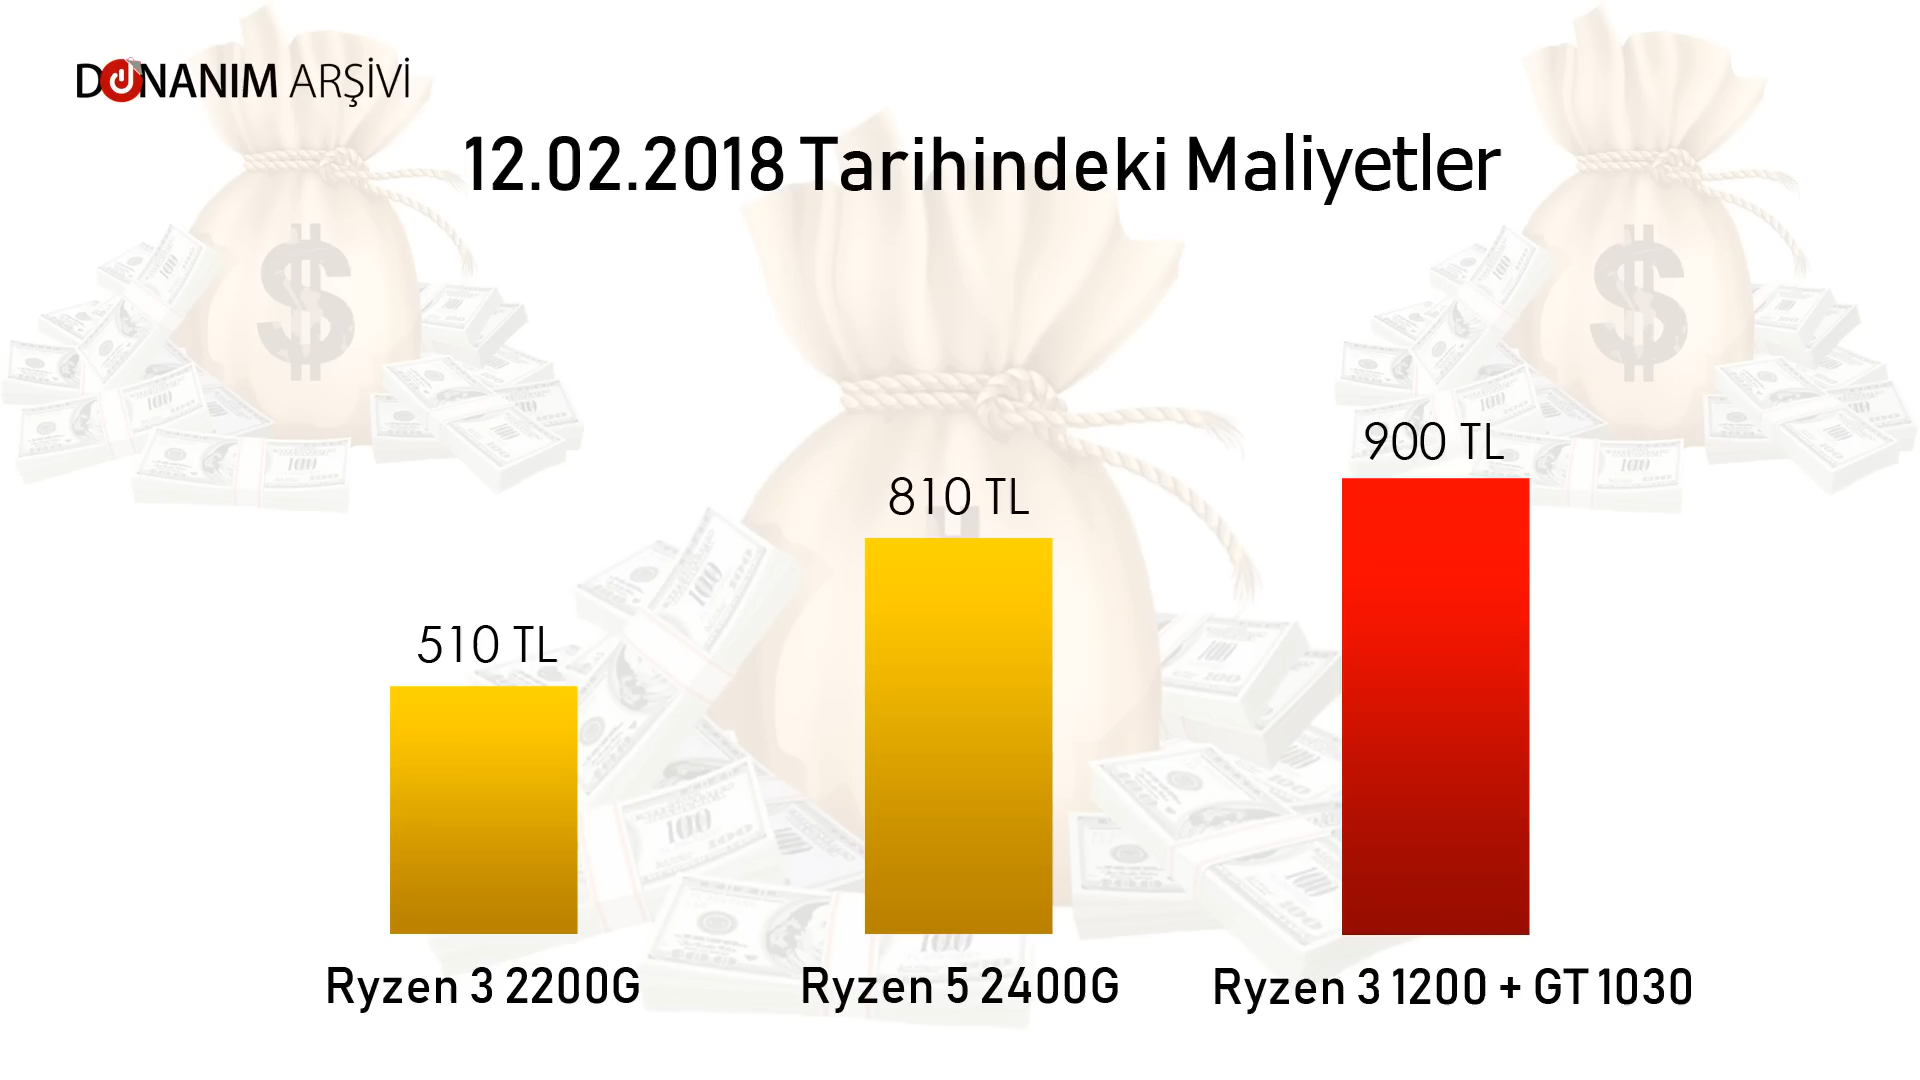 DONANIM ARŞİVİ
12.02.2018 Tarihindeki Maliyetler
510 TL
810 TL
900 TL
Ryzen 3 2200G
Ryzen 5 2400G
Ryzen 3 1200 + GT 1030